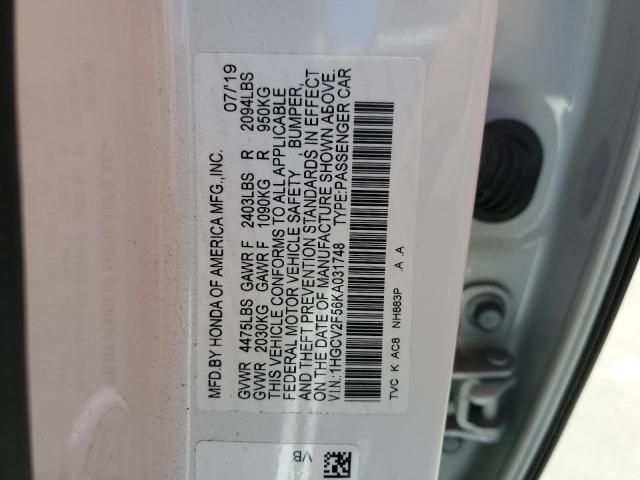 MFD.BY HONDA OF AMERICA MFG.,INC. 07/'19
GVWR 4475LBS GAWR F 2403LBS R 2094LBS
GVWR 2030KG GAWR F 1090KG R 950KG
THIS VEHICLE CONFORMS TO ALL APPLICABLE
FEDERAL MOTOR VEHICLE SAFETY , BUMPER,
AND THEFT PREVENTION STANDARDS IN EFFECT
ON THE DATE OF MANUFACTURE SHOWN ABOVE.
V.I.N.:1HGCV2F56KA031748 TYPE:PASSENGER CAR
TVC K AC8 NH883P .A .A
VB